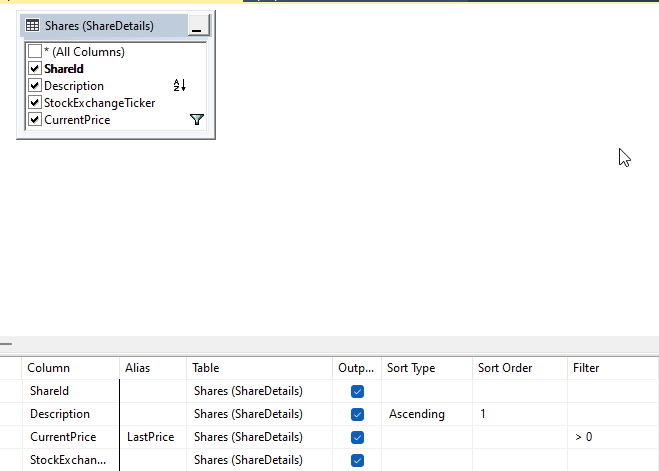 Shares (ShareDetails)
* (All Columns)
ShareId
Description
StockExchangeTicker
CurrentPrice
Column Alias Table Outp... Sort Type Sort Order Filter
ShareId Shares (ShareDetails)
Description Shares (ShareDetails) Ascending 1
CurrentPrice LastPrice Shares (ShareDetails) > 0
StockExchan... Shares (ShareDetails)